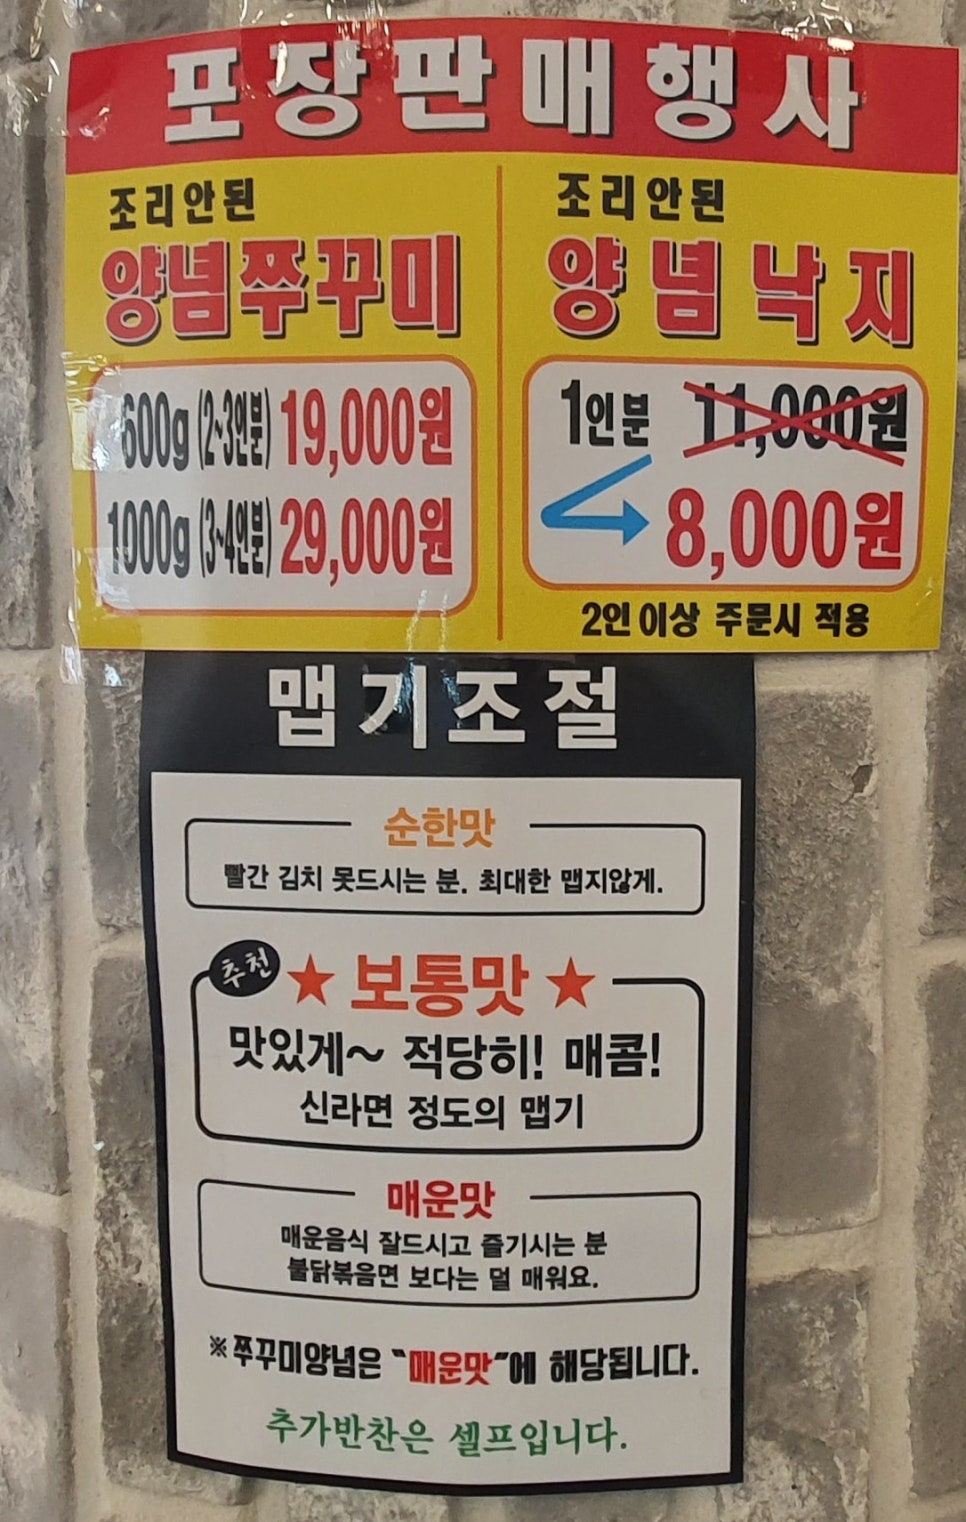 포장판매행사
조리안된
양념쭈꾸미
600g (2~3인분) 19,000원
1000g (3~4인분) 29,000원
조리안된
양념낙지
1인분 11,000원
8,000원
2인 이상 주문시 적용
맵기조절
순한맛
빨간 김치 못드시는 분. 최대한 맵지않게.
추천
★ 보통맛 ★
맛있게~ 적당히! 매콤!
신라면 정도의 맵기
매운맛
매운음식 잘드시고 즐기시는 분
불닭볶음면 보다는 덜 매워요.
※쭈꾸미양념은 "매운맛"에 해당됩니다.
추가반찬은 셀프입니다.